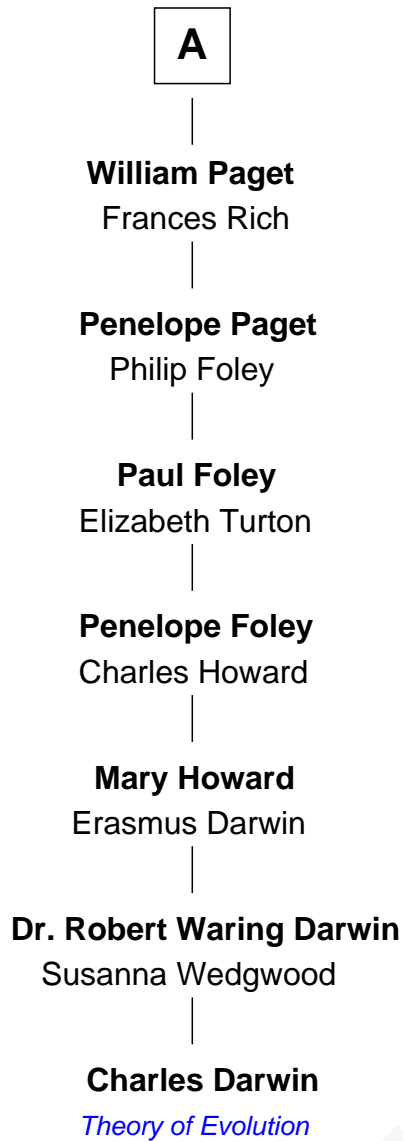 A
William Paget
Frances Rich
Penelope Paget
Philip Foley
Paul Foley
Elizabeth Turton
Penelope Foley
Charles Howard
Mary Howard
Erasmus Darwin
Dr. Robert Waring Darwin
Susanna Wedgwood
Charles Darwin
Theory of Evolution